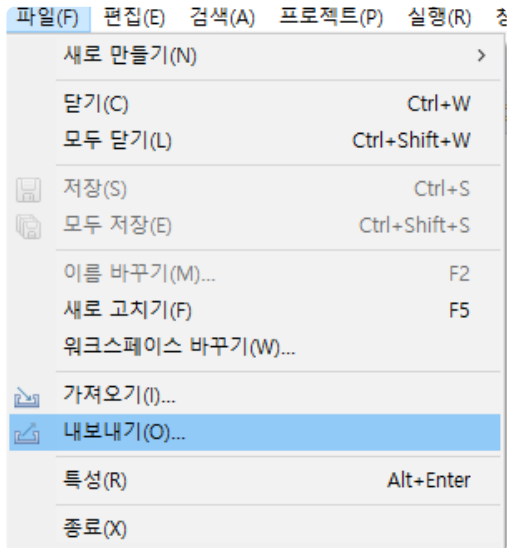 파일(F) 편집(E) 검색(A) 프로젝트(P) 실행(R)
새로 만들기(N) >
닫기(C) Ctrl+W
모두 닫기(L) Ctrl+Shift+W
저장(S) Ctrl+S
모두 저장(E) Ctrl+Shift+S
이름 바꾸기(M)... F2
새로 고치기(F) F5
워크스페이스 바꾸기(W)...
가져오기(I)...
내보내기(O)...
특성(R) Alt+Enter
종료(X)